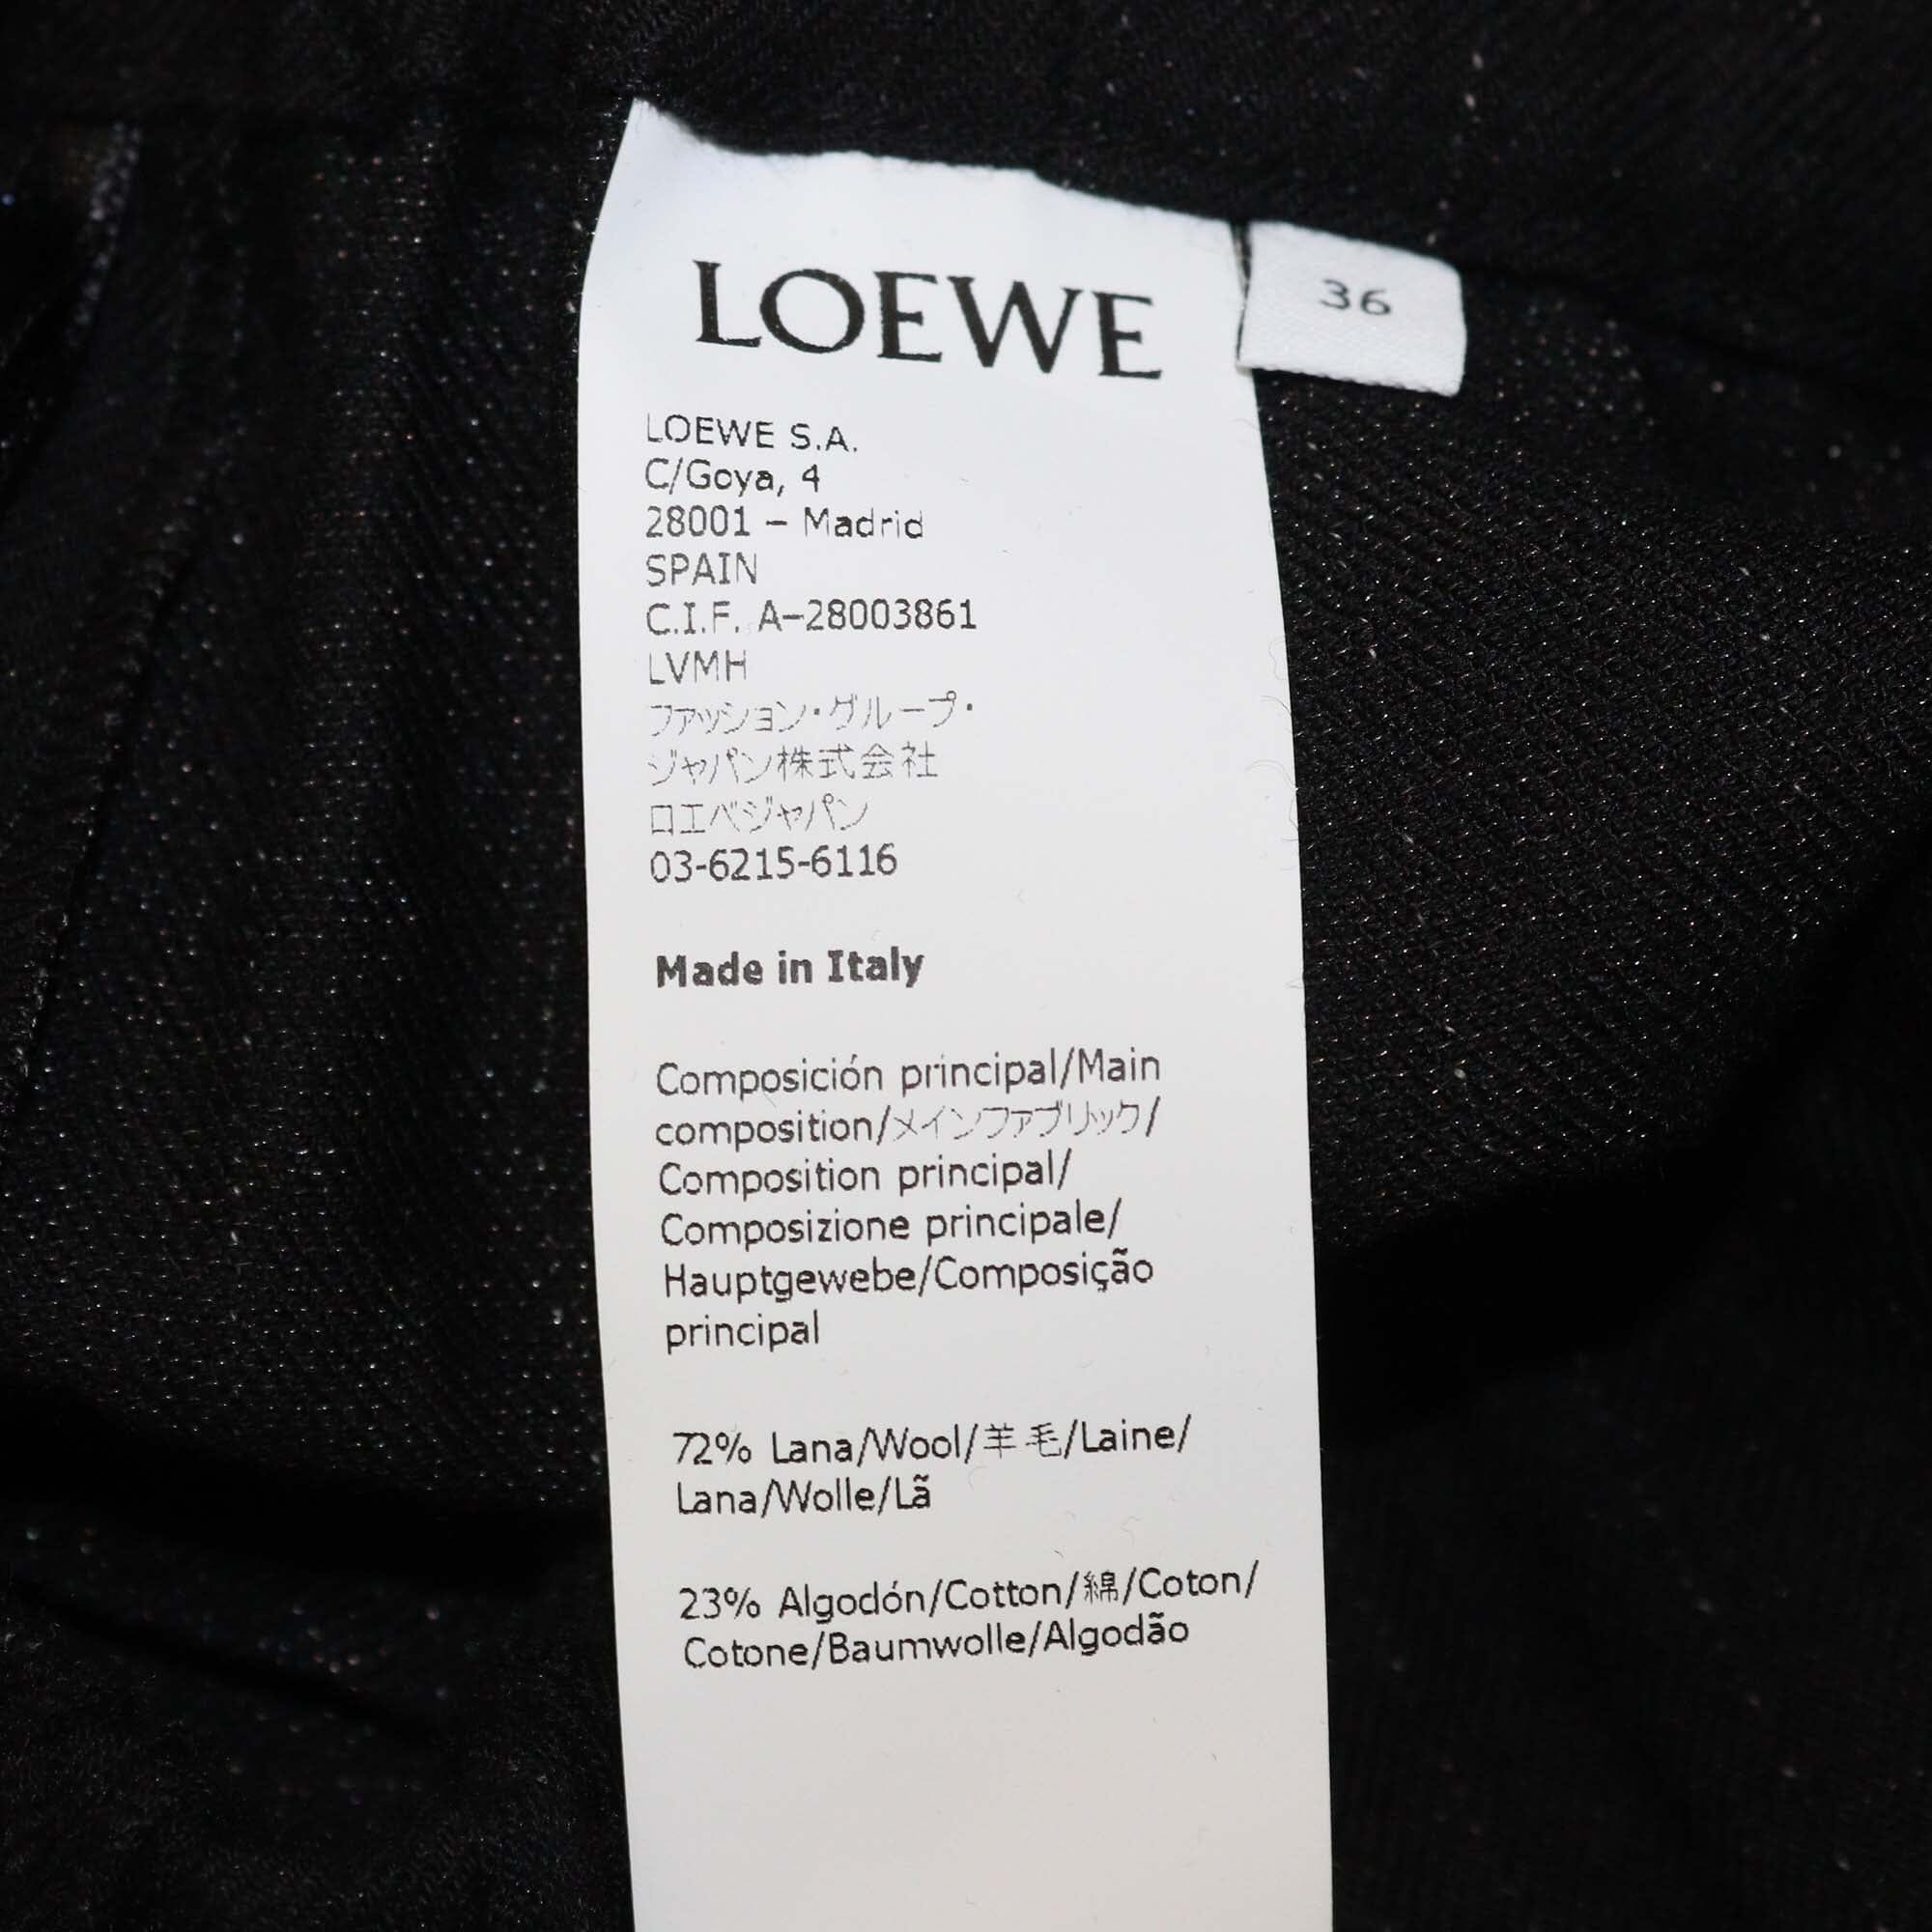 LOEWE
36
LOEWE S.A.
C/Goya, 4
28001 – Madrid
SPAIN
C.I.F. A–28003861
LVMH
ファッション・グループ・
ジャパン株式会社
ロエベジャパン
03-6215-6116
Made in Italy
Composición principal/Main
composition/メインファブリック/
Composition principal/
Composizione principale/
Hauptgewebe/Composição
principal
72% Lana/Wool/羊毛/Laine/
Lana/Wolle/Lã
23% Algodón/Cotton/綿/Coton/
Cotone/Baumwolle/Algodão